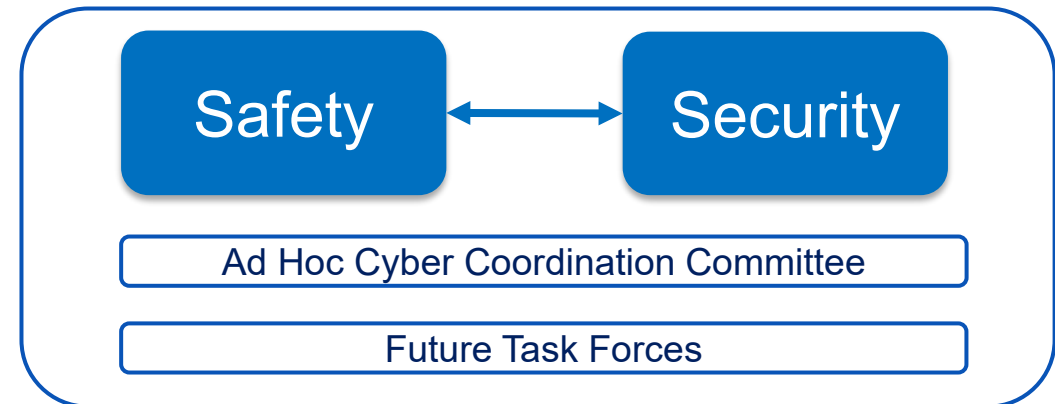 Safety
Security
Ad Hoc Cyber Coordination Committee
Future Task Forces